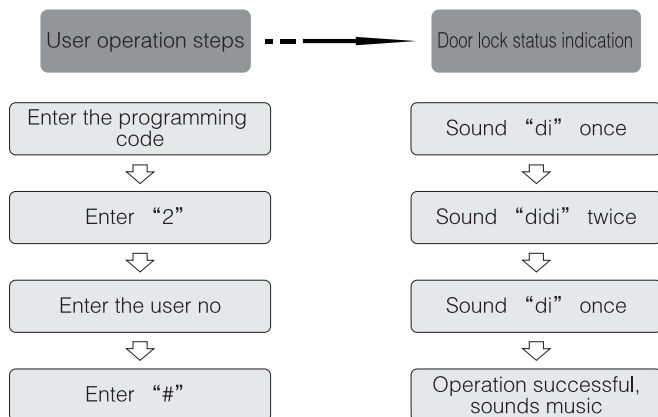 User operation steps
Door lock status indication
Enter the programming
code
Sound “di” once
Enter “2”
Sound “didi” twice
Enter the user no
Sound “di” once
Enter “#”
Operation successful,
sounds music